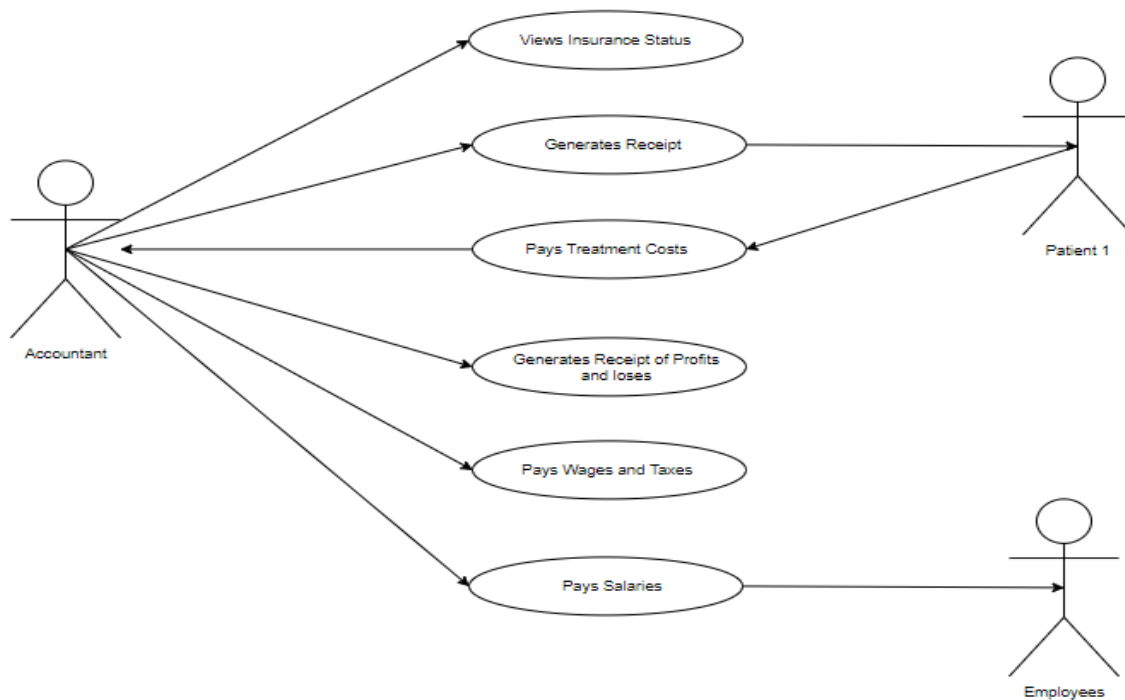 Views Insurance Status
Generates Receipt
Pays Treatment Costs
Patient 1
Accountant
Generates Receipt of Profits
and loses
Pays Wages and Taxes
Pays Salaries
Employees